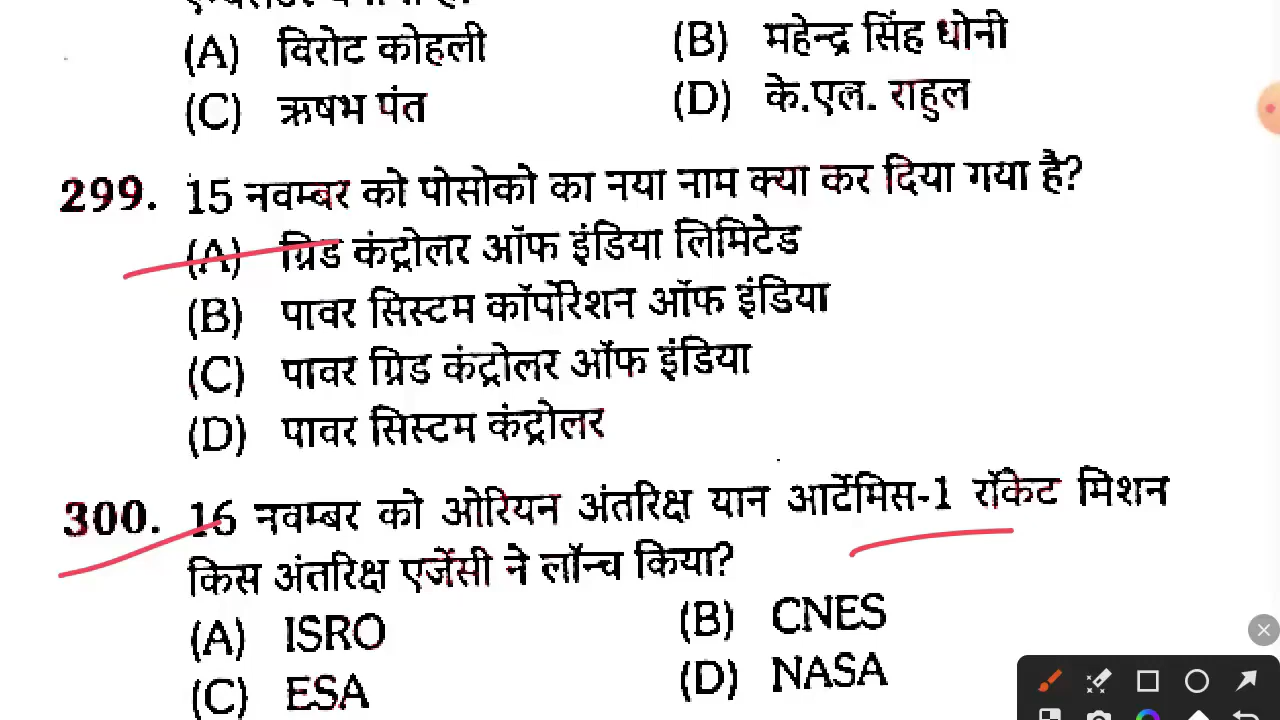 (A) विरोट कोहली (B) महेन्द्र सिंह धोनी
(C) ऋषभ पंत (D) के.एल. राहुल
299. 15 नवम्बर को पोसोको का नया नाम क्या कर दिया गया है?
(A) ग्रिड कंट्रोलर ऑफ इंडिया लिमिटेड
(B) पावर सिस्टम कॉर्पोरेशन ऑफ इंडिया
(C) पावर ग्रिड कंट्रोलर ऑफ इंडिया
(D) पावर सिस्टम कंट्रोलर
300. 16 नवम्बर को ओरियन अंतरिक्ष यान आर्टेमिस-1 रॉकेट मिशन
किस अंतरिक्ष एजेंसी ने लॉन्च किया?
(A) ISRO (B) CNES
(C) ESA (D) NASA